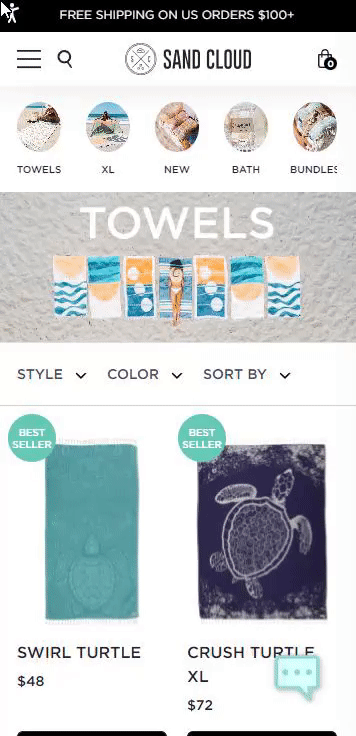 FREE SHIPPING ON US ORDERS $100+
S C
SAND CLOUD
0
TOWELS
XL
NEW
BATH
BUNDLES
TOWELS
STYLE
COLOR
SORT BY
BEST
SELLER
BEST
SELLER
SWIRL TURTLE
$48
CRUSH TURTLE
XL
$72